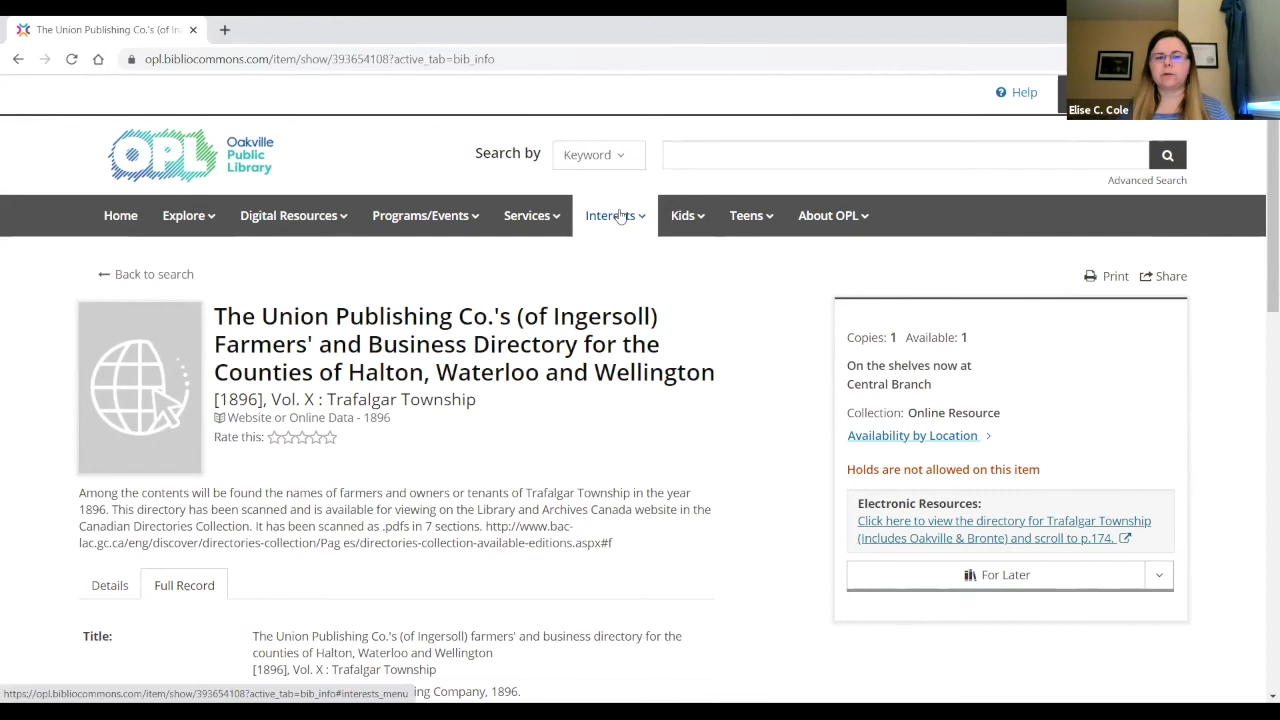 The Union Publishing Co.'s (of In
opl.bibliocommons.com/item/show/393654108?active_tab=bib_info
Elise C. Cole
Help
OPL Oakville
Public
Library
Search by Keyword
Advanced Search
Home Explore Digital Resources Programs/Events Services Interests Kids Teens About OPL
← Back to search
Print Share
The Union Publishing Co.'s (of Ingersoll)
Farmers' and Business Directory for the
Counties of Halton, Waterloo and Wellington
[1896], Vol. X : Trafalgar Township
Website or Online Data - 1896
Rate this:
Among the contents will be found the names of farmers and owners or tenants of Trafalgar Township in the year
1896. This directory has been scanned and is available for viewing on the Library and Archives Canada website in the
Canadian Directories Collection. It has been scanned as .pdfs in 7 sections. http://www.bac-
lac.gc.ca/eng/discover/directories-collection/Pag es/directories-collection-available-editions.aspx#f
Copies: 1 Available: 1
On the shelves now at
Central Branch
Collection: Online Resource
Availability by Location >
Holds are not allowed on this item
Electronic Resources:
Click here to view the directory for Trafalgar Township
(Includes Oakville & Bronte) and scroll to p.174.
For Later
Details Full Record
Title: The Union Publishing Co.'s (of Ingersoll) farmers' and business directory for the
counties of Halton, Waterloo and Wellington
[1896], Vol. X : Trafalgar Township
https://opl.bibliocommons.com/item/show/393654108?active_tab=bib_info#interests_menu
ing Company, 1896.